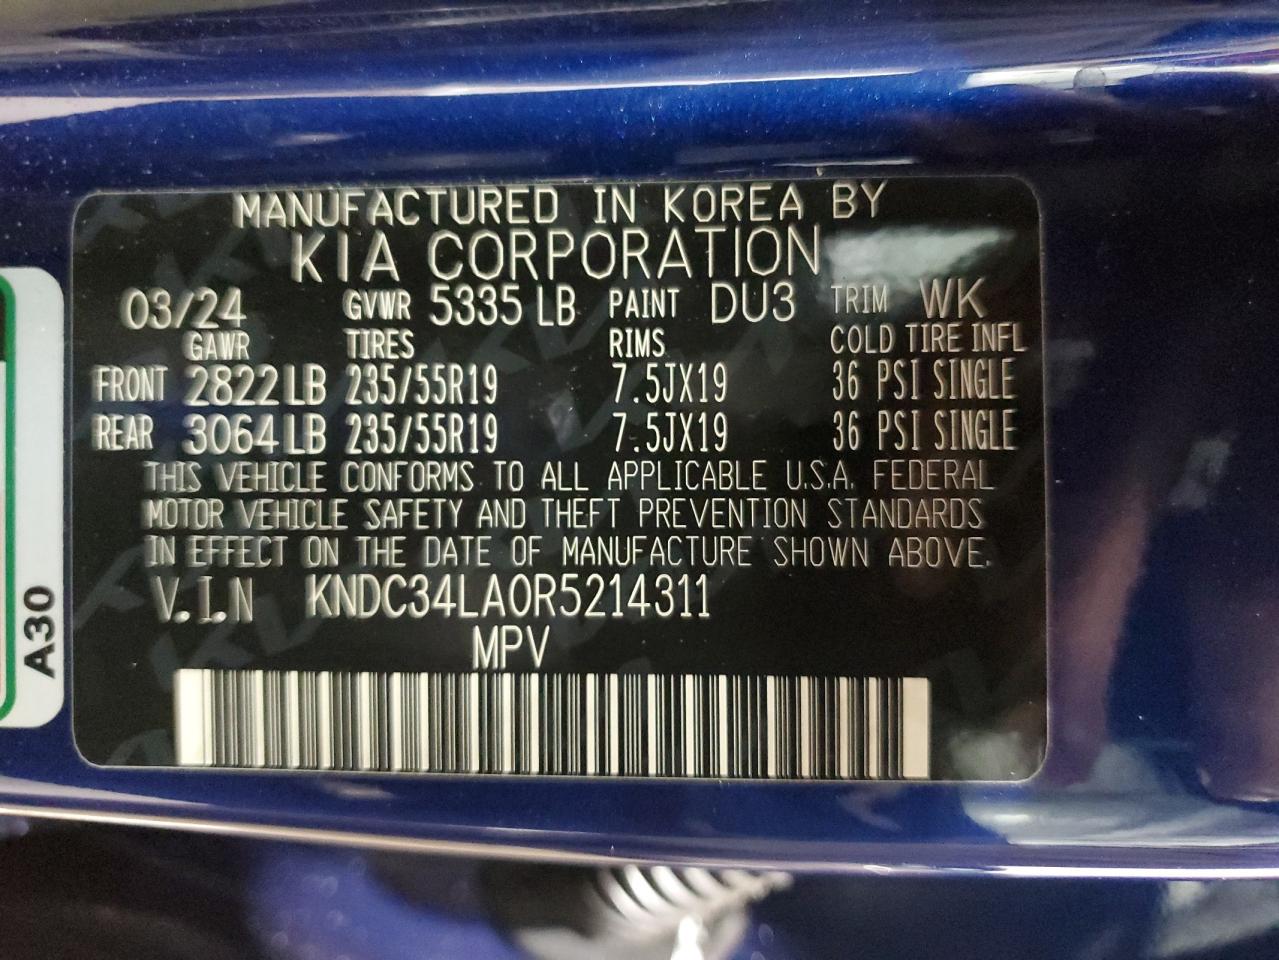 MANUFACTURED IN KOREA BY
KIA CORPORATION
03/24 GVWR 5335 LB PAINT DU3 TRIM WK
GAWR TIRES RIMS COLD TIRE INFL
FRONT 2822 LB 235/55R19 7.5JX19 36 PSI SINGLE
REAR 3064 LB 235/55R19 7.5JX19 36 PSI SINGLE
THIS VEHICLE CONFORMS TO ALL APPLICABLE U.S.A. FEDERAL
MOTOR VEHICLE SAFETY AND THEFT PREVENTION STANDARDS
IN EFFECT ON THE DATE OF MANUFACTURE SHOWN ABOVE.
V.I.N KNDC34LA0R5214311
MPV
A30